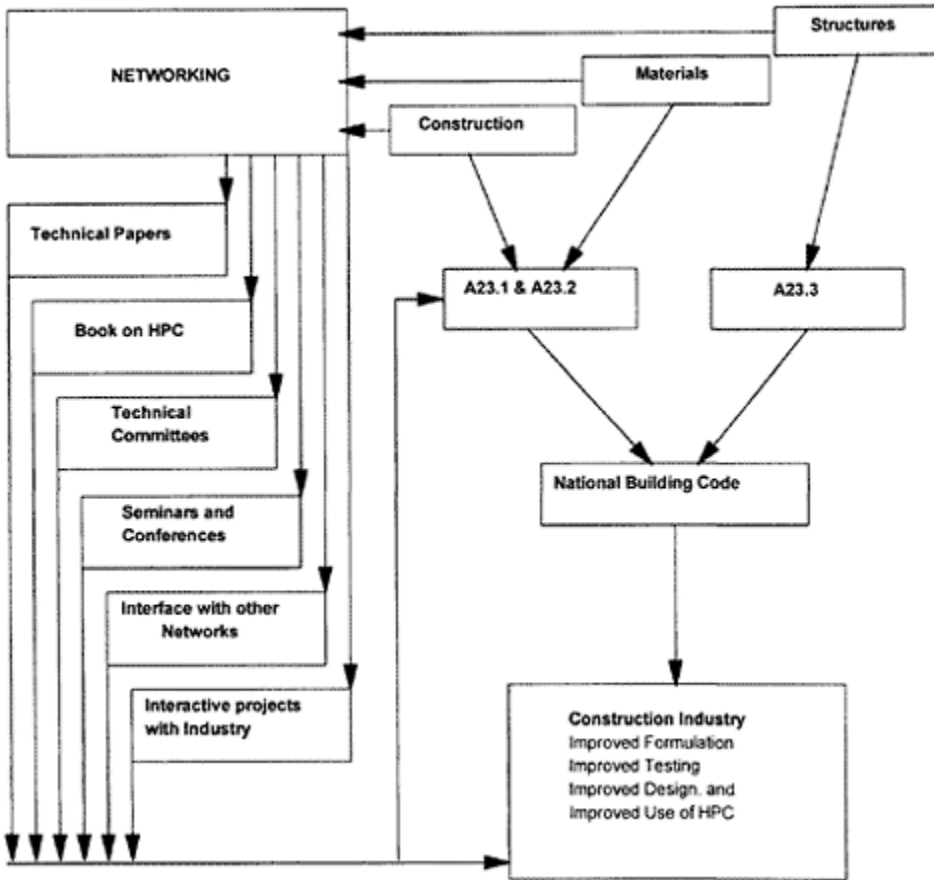 Structures
NETWORKING
Materials
Construction
Technical Papers
A23.1 & A23.2
A23.3
Book on HPC
Technical
Committees
National Building Code
Seminars and
Conferences
Interface with other
Networks
Interactive projects
with Industry
Construction Industry
Improved Formulation
Improved Testing
Improved Design. and
Improved Use of HPC